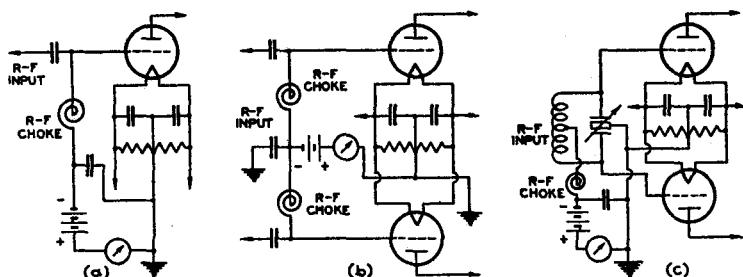 R-F
INPUT
R-F
CHOKE
-
+
(a)
R-F
CHOKE
R-F
INPUT
-
+
R-F
CHOKE
(b)
R-F
INPUT
R-F
CHOKE
-
+
(c)